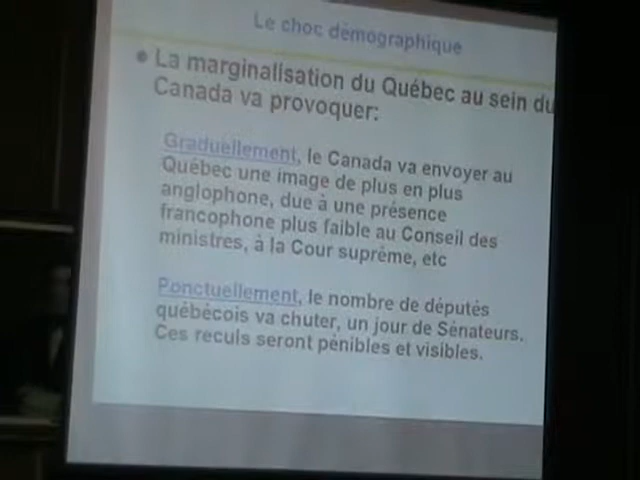 Le choc démographique
• La marginalisation du Québec au sein du
Canada va provoquer:
Graduellement, le Canada va envoyer au
Québec une image de plus en plus
anglophone, due à une présence
francophone plus faible au Conseil des
ministres, à la Cour suprême, etc
Ponctuellement, le nombre de députés
québécois va chuter, un jour de Sénateurs.
Ces reculs seront pénibles et visibles.